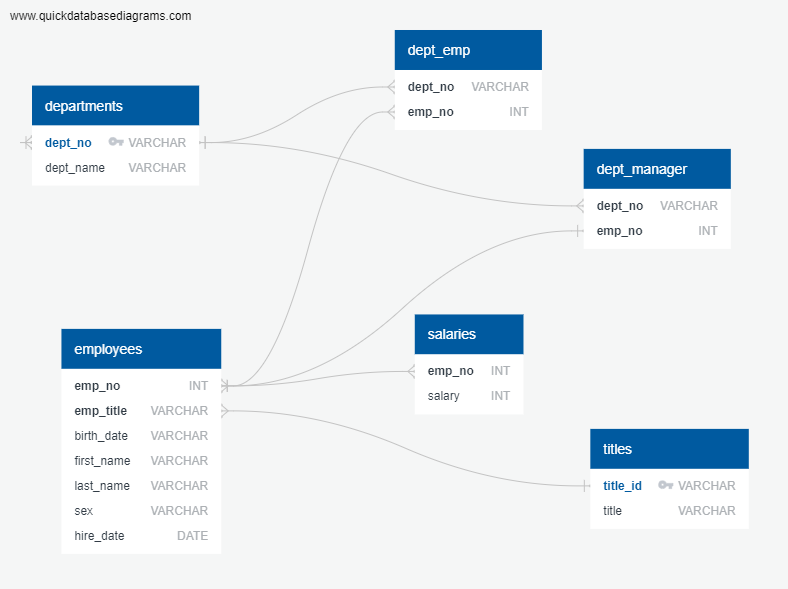 www.quickdatabasediagrams.com
dept_emp
dept_no VARCHAR
emp_no INT
departments
dept_no VARCHAR
dept_name VARCHAR
dept_manager
dept_no VARCHAR
emp_no INT
employees
emp_no INT
emp_title VARCHAR
birth_date VARCHAR
first_name VARCHAR
last_name VARCHAR
sex VARCHAR
hire_date DATE
salaries
emp_no INT
salary INT
titles
title_id VARCHAR
title VARCHAR